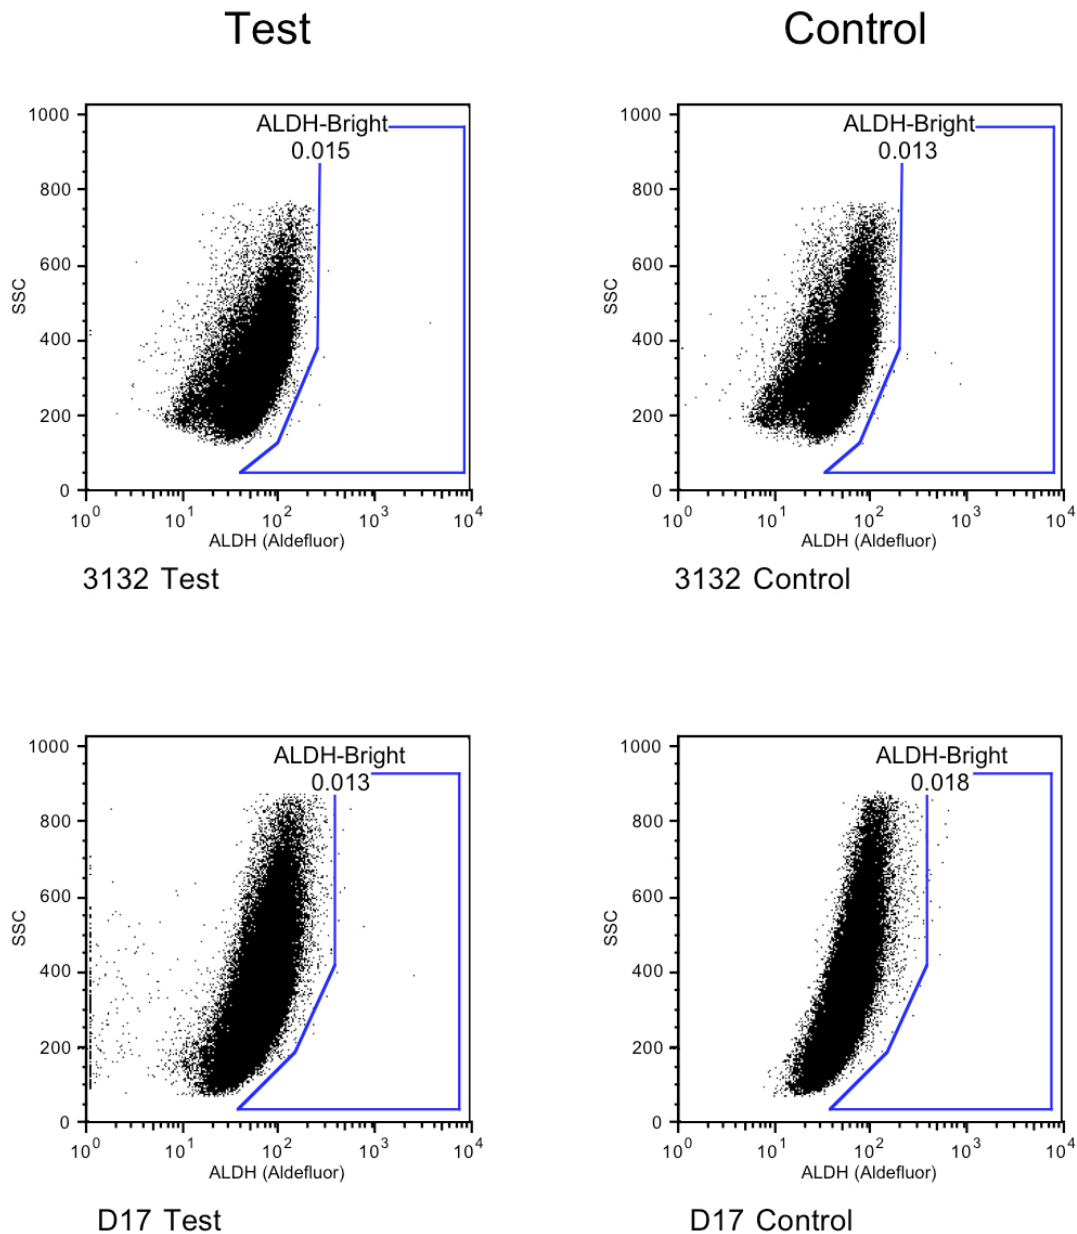 Test
Control
ALDH-Bright
0.015
1000
800
600
400
200
0
SSC
10^0 10^1 10^2 10^3 10^4
ALDH (Aldefluor)
3132 Test
ALDH-Bright
0.013
1000
800
600
400
200
0
SSC
10^0 10^1 10^2 10^3 10^4
ALDH (Aldefluor)
3132 Control
ALDH-Bright
0.013
1000
800
600
400
200
0
SSC
10^0 10^1 10^2 10^3 10^4
ALDH (Aldefluor)
D17 Test
ALDH-Bright
0.018
1000
800
600
400
200
0
SSC
10^0 10^1 10^2 10^3 10^4
ALDH (Aldefluor)
D17 Control